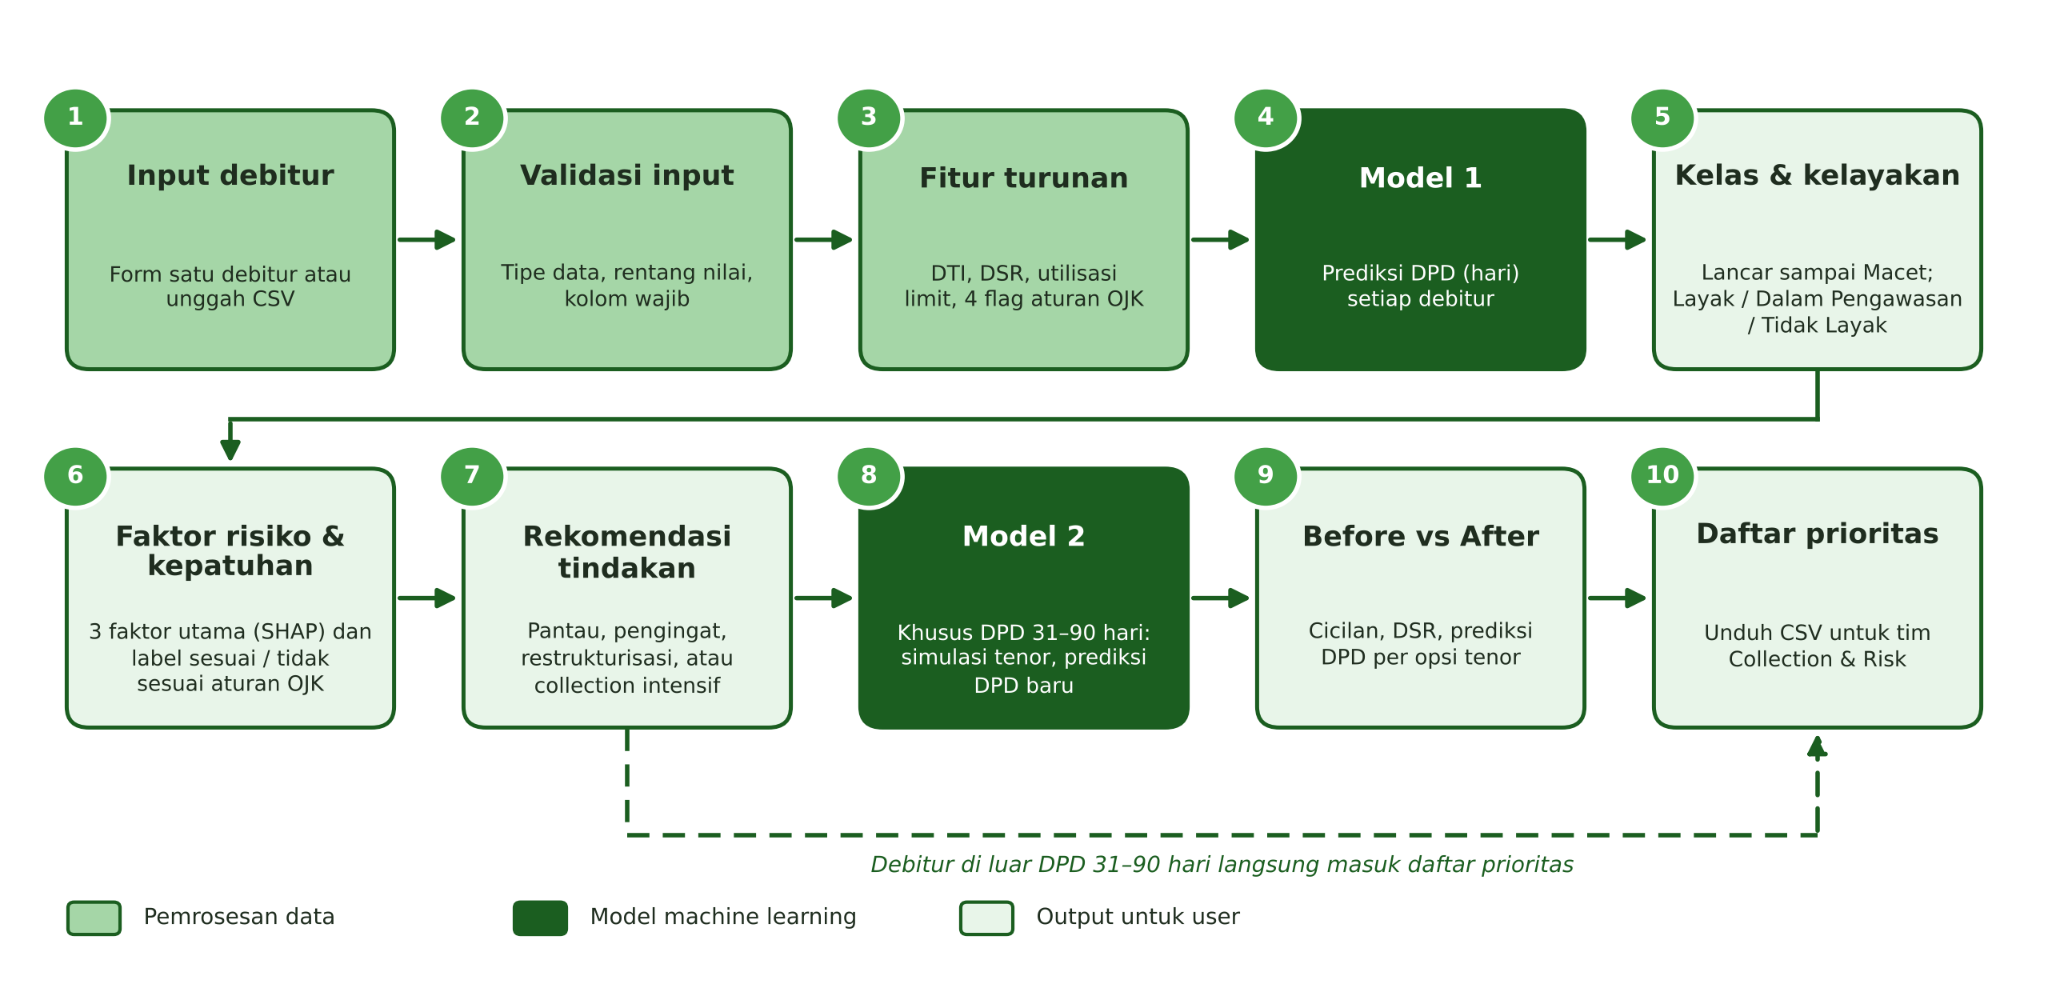 1
Input debitur
Form satu debitur atau
unggah CSV
2
Validasi input
Tipe data, rentang nilai,
kolom wajib
3
Fitur turunan
DTI, DSR, utilisasi
limit, 4 flag aturan OJK
4
Model 1
Prediksi DPD (hari)
setiap debitur
5
Kelas & kelayakan
Lancar sampai Macet;
Layak / Dalam Pengawasan
/ Tidak Layak
6
Faktor risiko &
kepatuhan
3 faktor utama (SHAP) dan
label sesuai / tidak
sesuai aturan OJK
7
Rekomendasi
tindakan
Pantau, pengingat,
restrukturisasi, atau
collection intensif
8
Model 2
Khusus DPD 31–90 hari:
simulasi tenor, prediksi
DPD baru
9
Before vs After
Cicilan, DSR, prediksi
DPD per opsi tenor
10
Daftar prioritas
Unduh CSV untuk tim
Collection & Risk
Debitur di luar DPD 31–90 hari langsung masuk daftar prioritas
Pemrosesan data
Model machine learning
Output untuk user